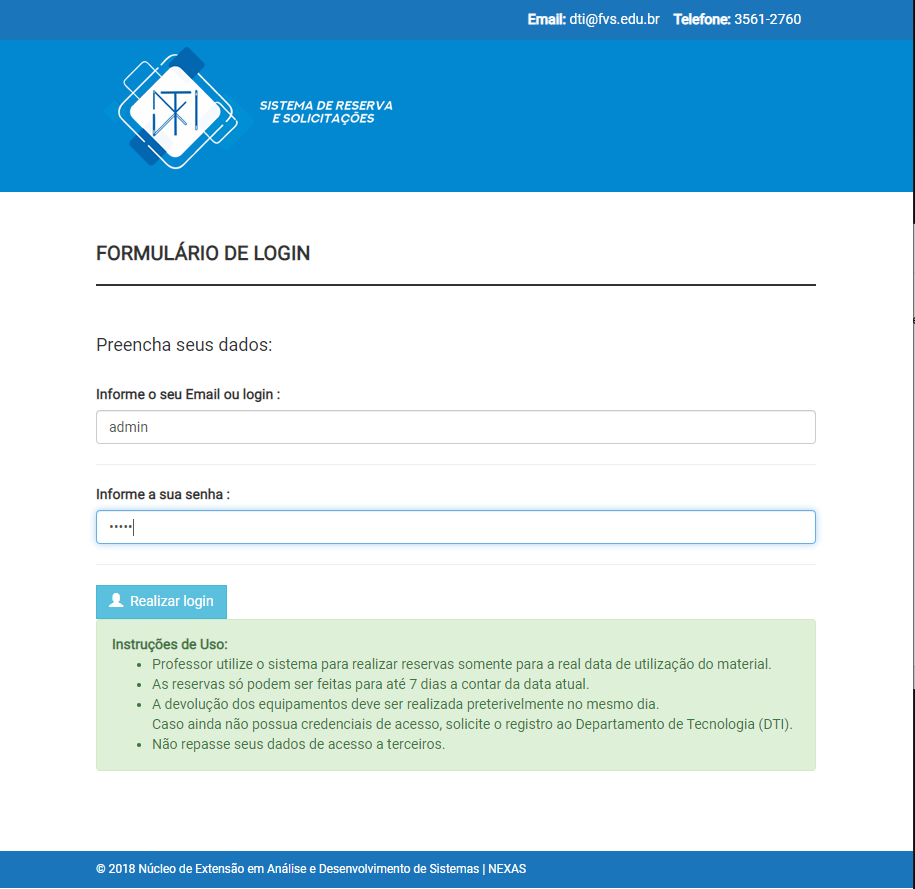 Email: dti@fvs.edu.br Telefone: 3561-2760
DTI
SISTEMA DE RESERVA
E SOLICITAÇÕES
FORMULÁRIO DE LOGIN
Preencha seus dados:
Informe o seu Email ou login :
admin
Informe a sua senha :
•••••
Realizar login
Instruções de Uso:
• Professor utilize o sistema para realizar reservas somente para a real data de utilização do material.
• As reservas só podem ser feitas para até 7 dias a contar da data atual.
• A devolução dos equipamentos deve ser realizada preterivelmente no mesmo dia.
Caso ainda não possua credenciais de acesso, solicite o registro ao Departamento de Tecnologia (DTI).
• Não repasse seus dados de acesso a terceiros.
© 2018 Núcleo de Extensão em Análise e Desenvolvimento de Sistemas | NEXAS